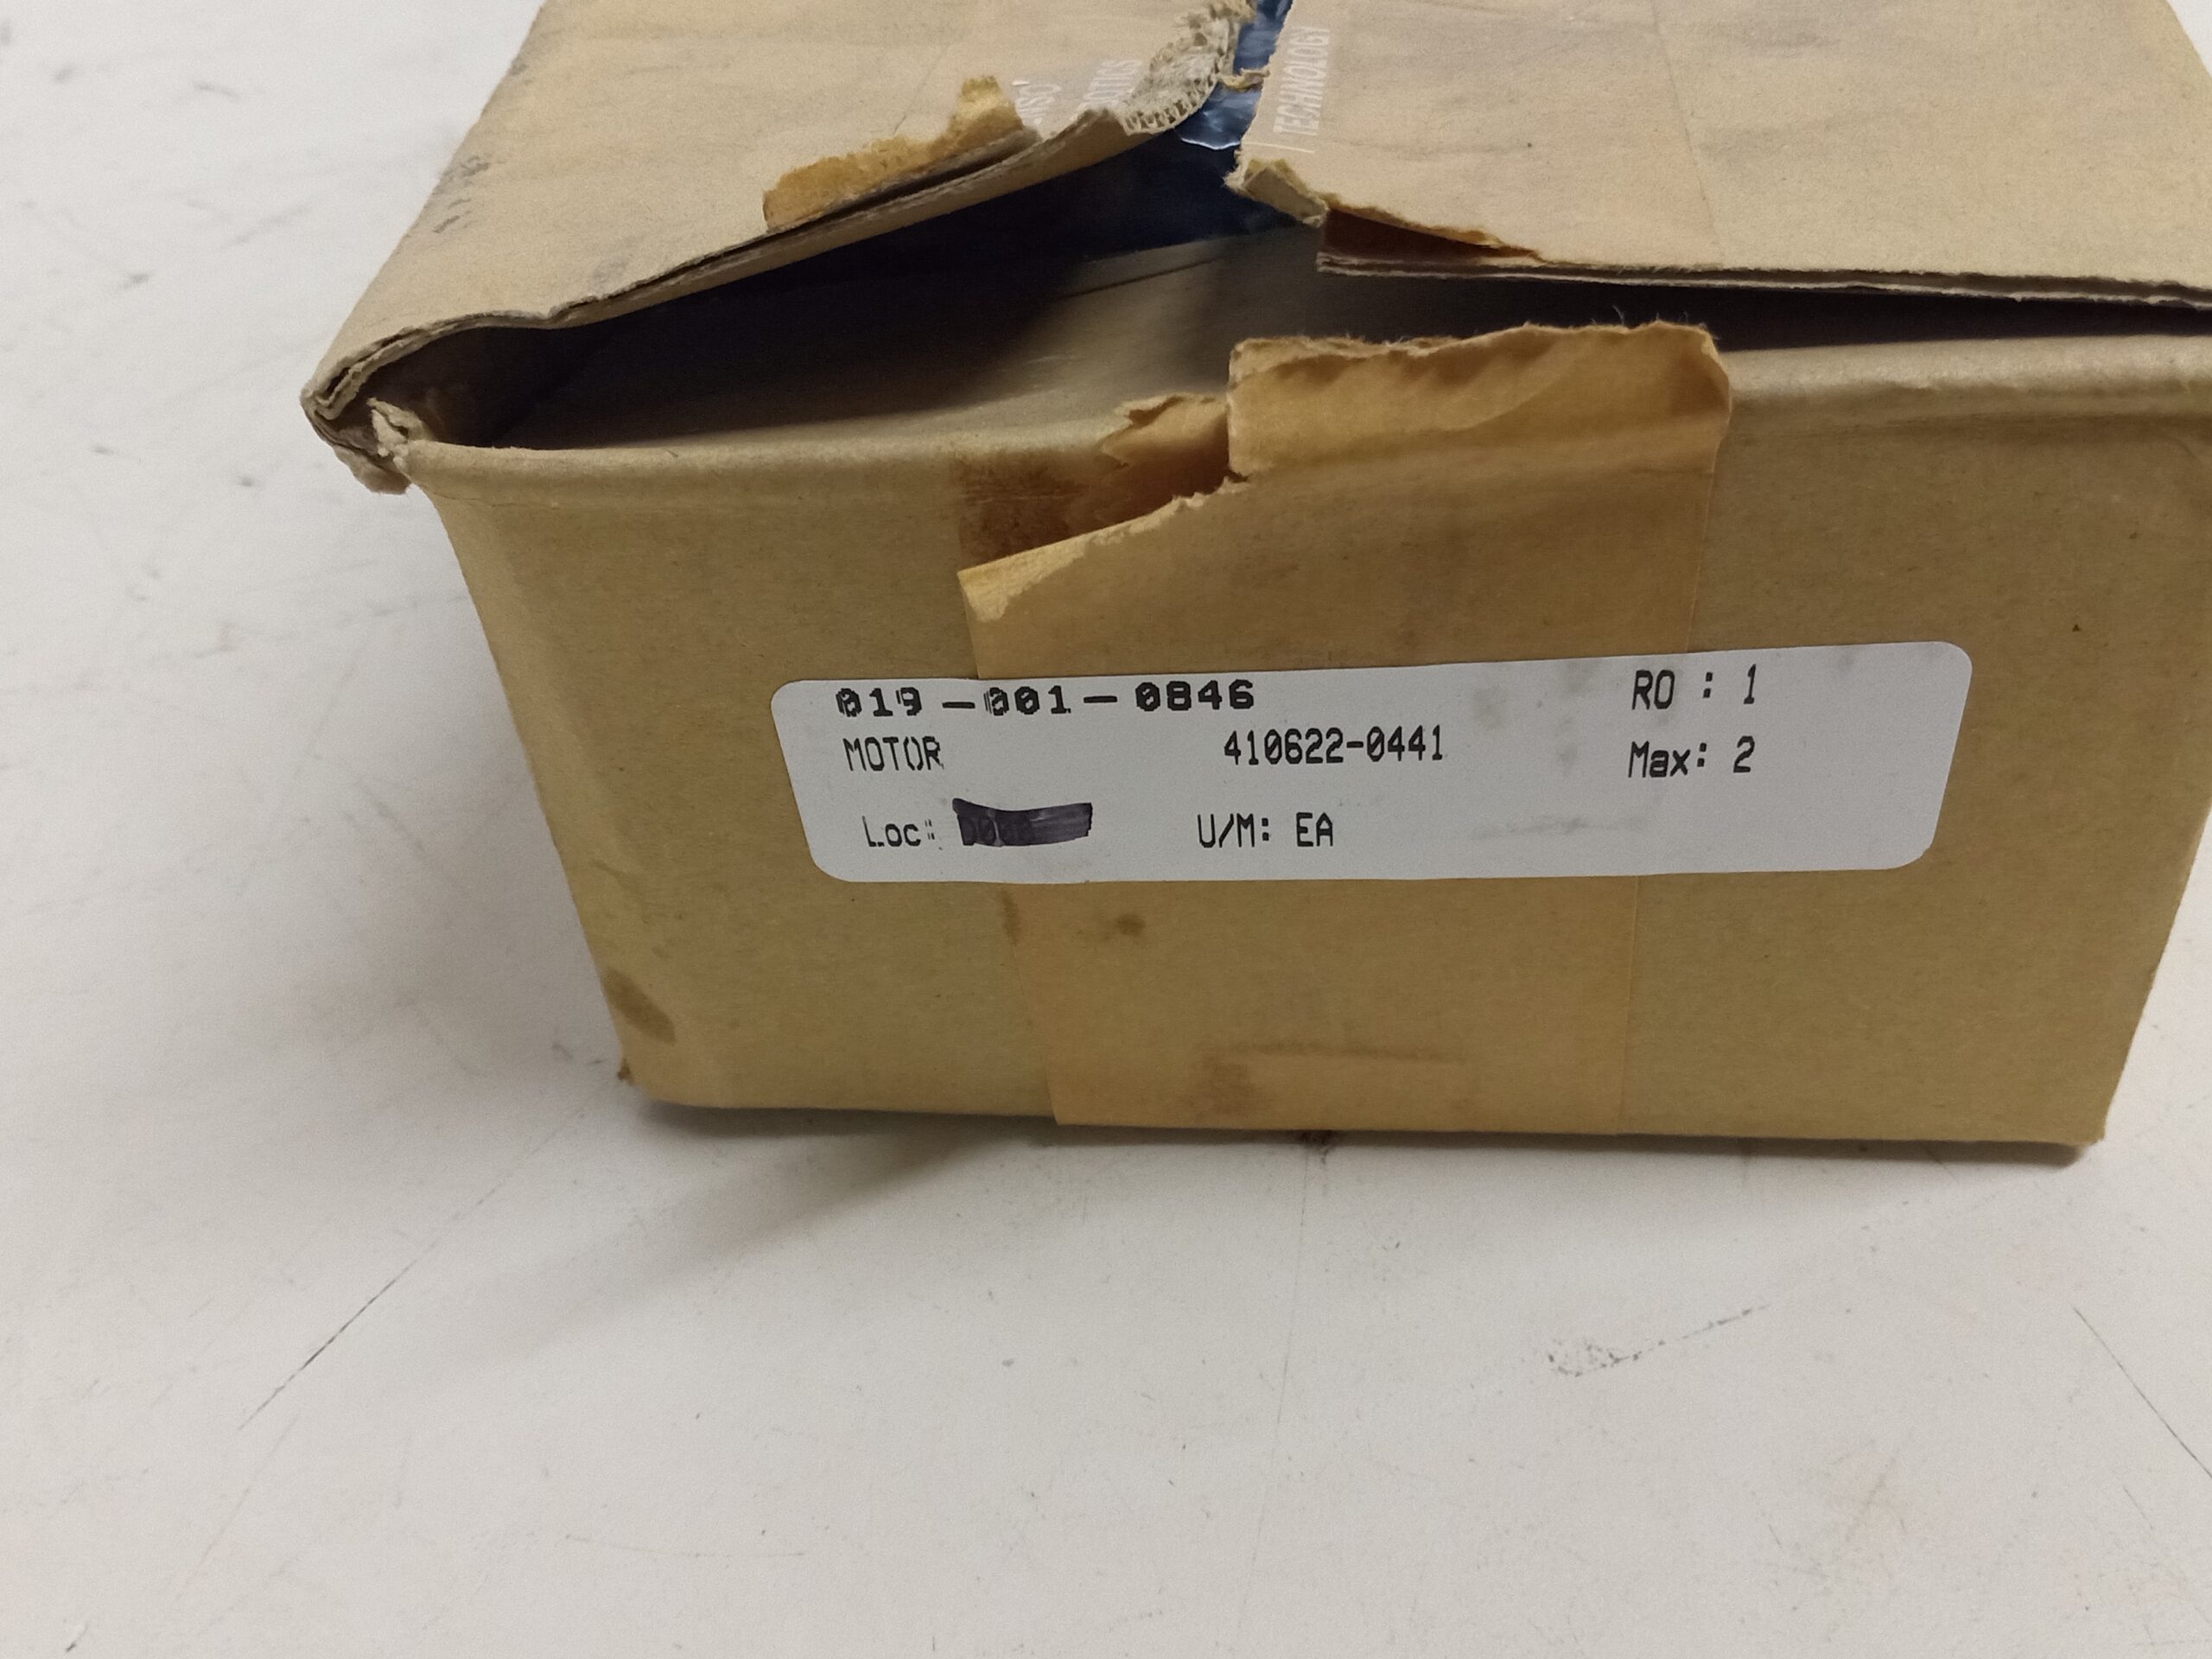 TECHNOLOGY
019-001-0846 RO : 1
MOTOR 410622-0441 Max: 2
Loc: U/M: EA